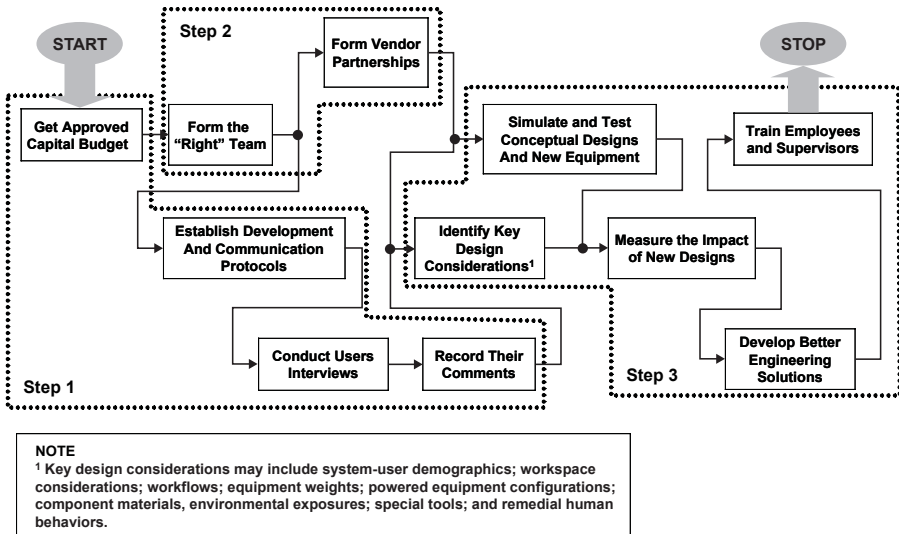 START
Step 2
Form Vendor
Partnerships
STOP
Get Approved
Capital Budget
Form the
“Right” Team
Simulate and Test
Conceptual Designs
And New Equipment
Train Employees
and Supervisors
Establish Development
And Communication
Protocols
Identify Key
Design
Considerations¹
Measure the Impact
of New Designs
Conduct Users
Interviews
Record Their
Comments
Develop Better
Engineering
Solutions
Step 1
Step 3
NOTE
¹ Key design considerations may include system-user demographics; workspace
considerations; workflows; equipment weights; powered equipment configurations;
component materials, environmental exposures; special tools; and remedial human
behaviors.